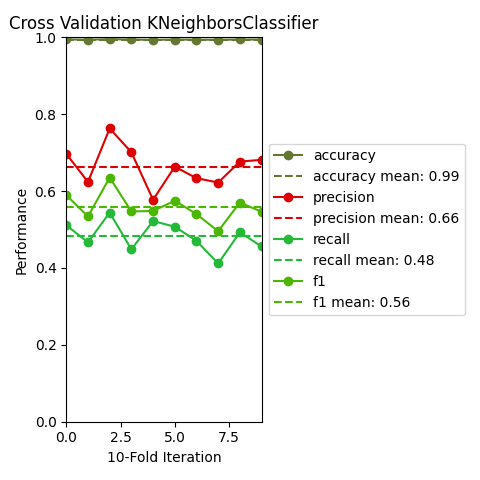 Cross Validation KNeighborsClassifier
1.0
0.8
0.6
0.4
0.2
0.0
Performance
0.0 2.5 5.0 7.5
10-Fold Iteration
accuracy
accuracy mean: 0.99
precision
precision mean: 0.66
recall
recall mean: 0.48
f1
f1 mean: 0.56